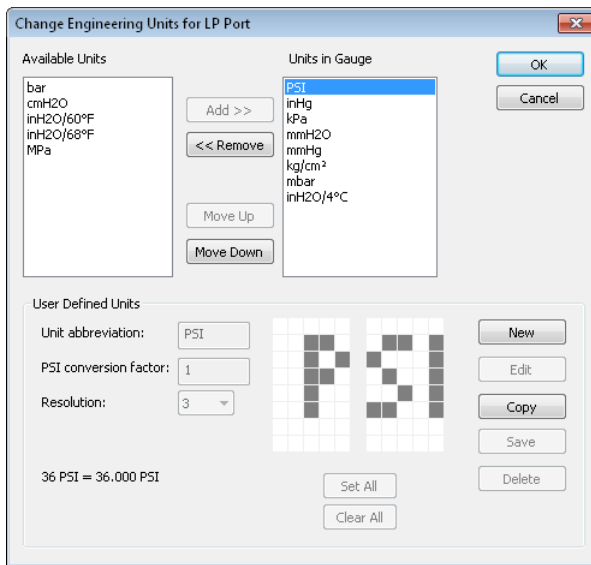 Change Engineering Units for LP Port
Available Units
bar
cmH2O
inH2O/60°F
inH2O/68°F
MPa
Add >>
<< Remove
Move Up
Move Down
Units in Gauge
PSI
inHg
kPa
mmH2O
mmHg
kg/cm²
mbar
inH2O/4°C
OK
Cancel
User Defined Units
Unit abbreviation:
PSI
PSI conversion factor:
1
Resolution:
3
36 PSI = 36.000 PSI
PSI
Set All
Clear All
New
Edit
Copy
Save
Delete